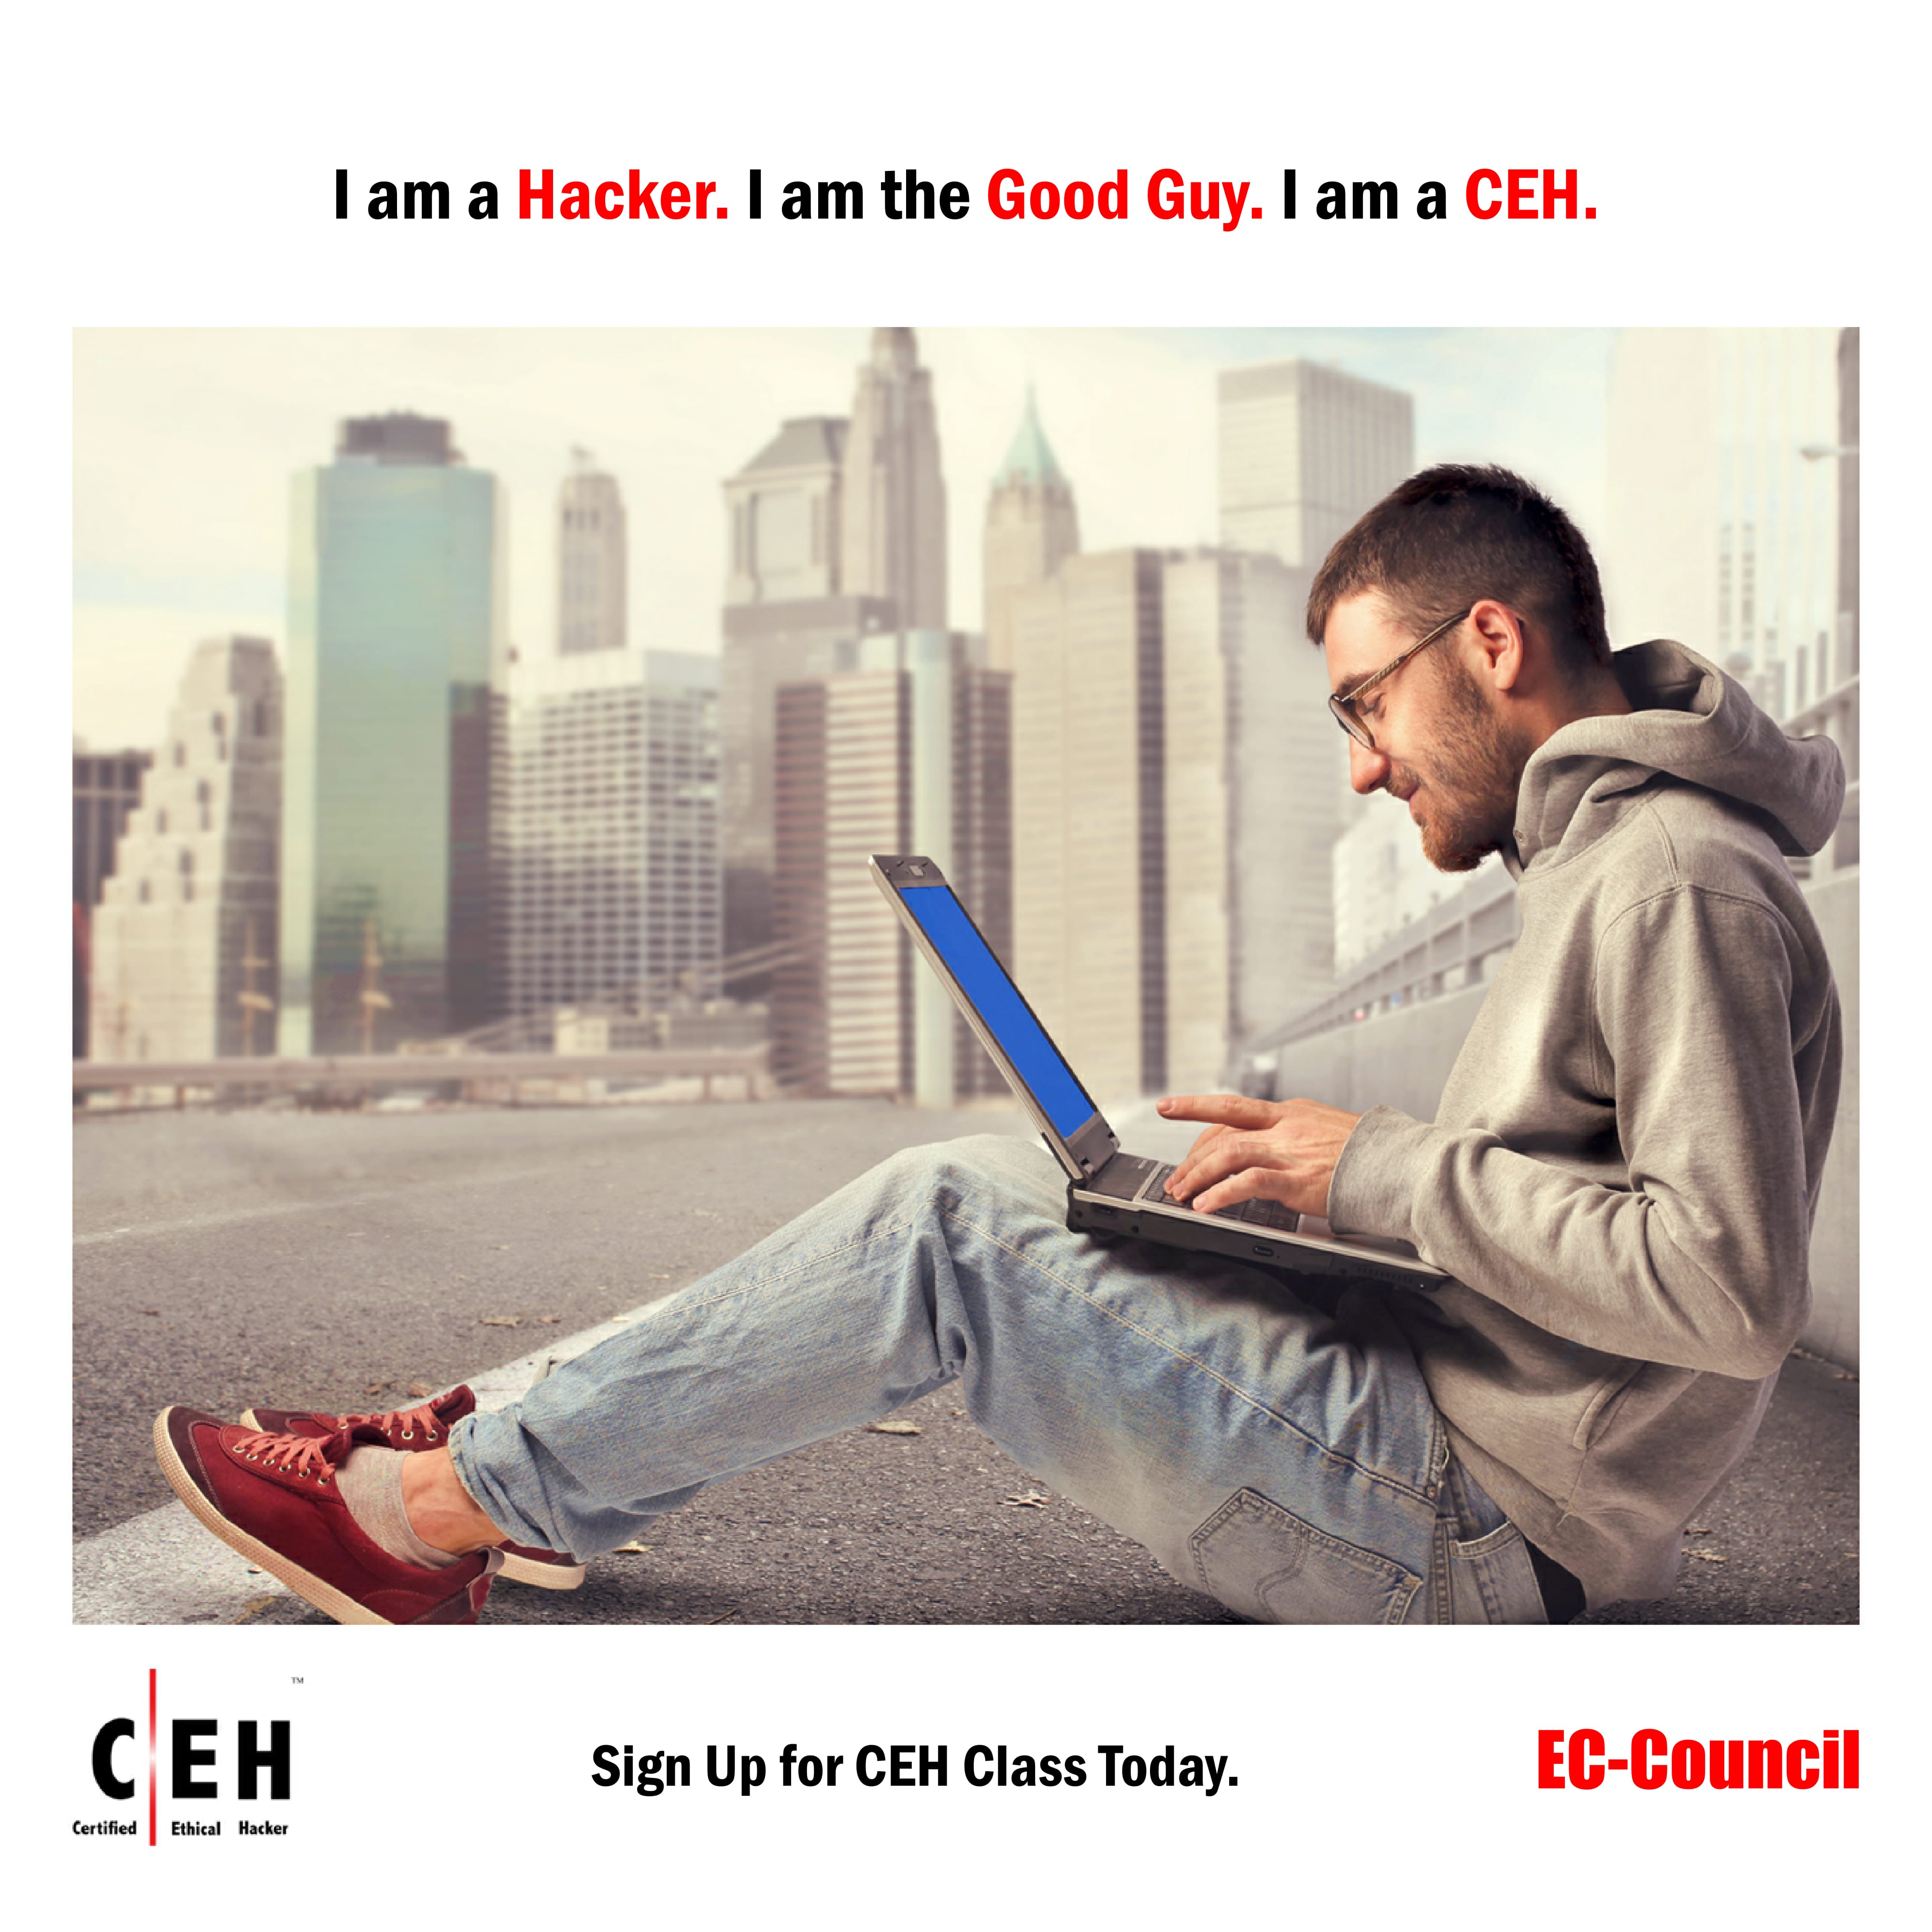 I am a Hacker. I am the Good Guy. I am a CEH.
C EH ™
Certified Ethical Hacker
Sign Up for CEH Class Today.
EC-Council